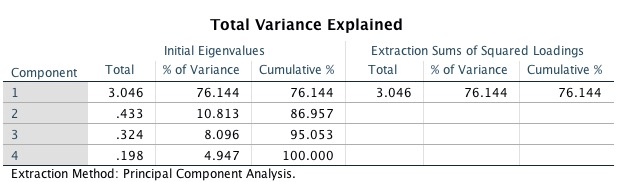 Total Variance Explained
Initial Eigenvalues Extraction Sums of Squared Loadings
Component Total % of Variance Cumulative % Total % of Variance Cumulative %
1 3.046 76.144 76.144 3.046 76.144 76.144
2 .433 10.813 86.957
3 .324 8.096 95.053
4 .198 4.947 100.000
Extraction Method: Principal Component Analysis.